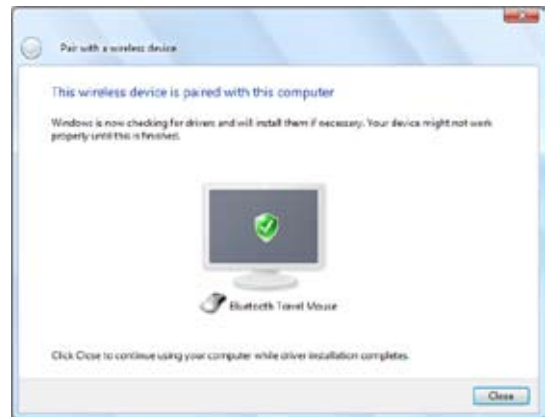 Pair with a wireless device
This wireless device is paired with this computer
Windows is now checking for drivers and will install them if necessary. Your device might not work
properly until this is finished.
Bluetooth Travel Mouse
Click Close to continue using your computer while driver installation completes.
Close